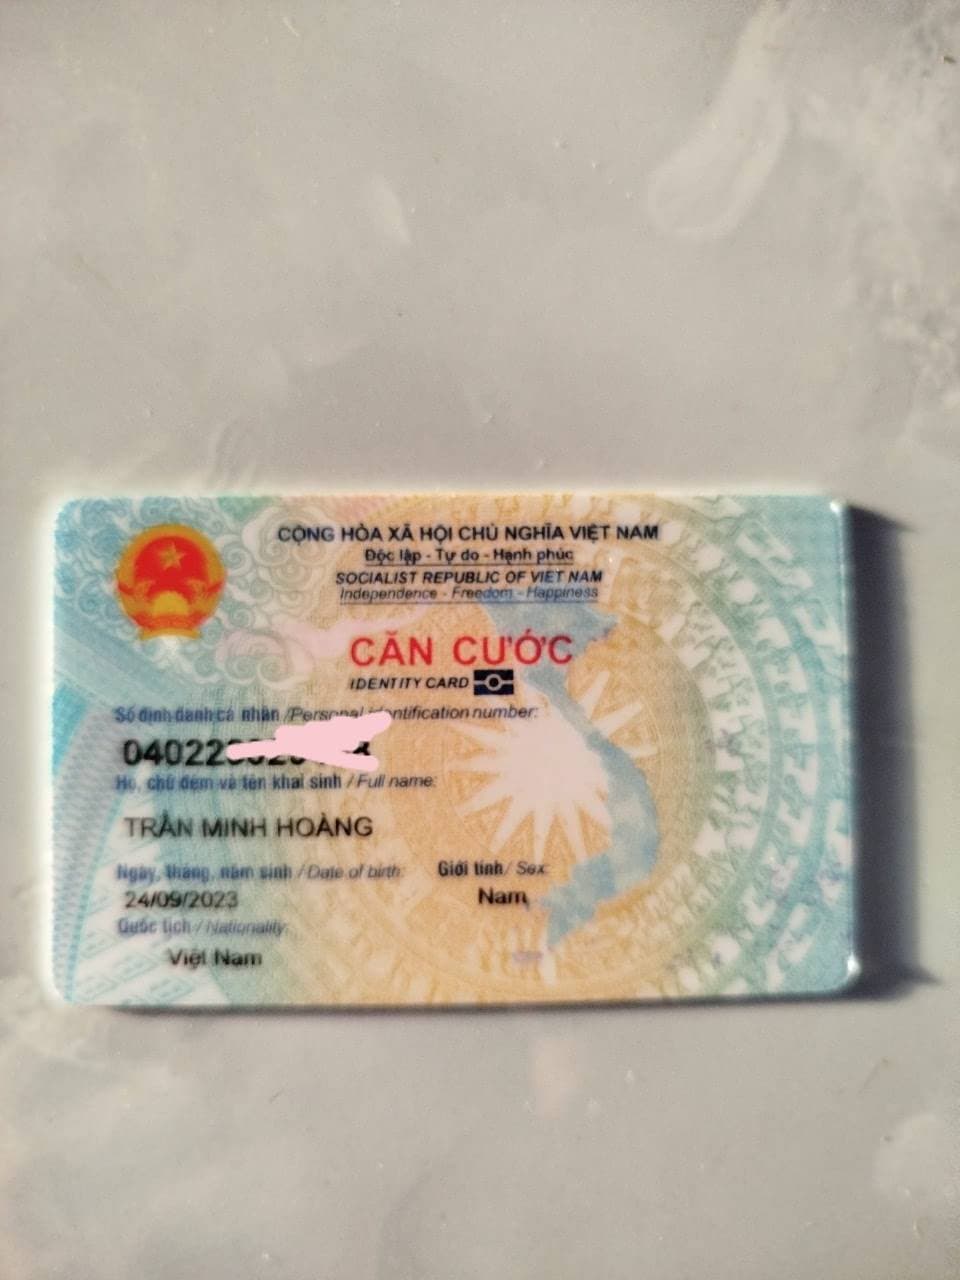 CỘNG HÒA XÃ HỘI CHỦ NGHĨA VIỆT NAM
Độc lập - Tự do - Hạnh phúc
SOCIALIST REPUBLIC OF VIET NAM
Independence - Freedom - Happiness
CĂN CƯỚC
IDENTITY CARD
Số định danh cá nhân / Personal identification number:
04022
Họ, chữ đệm và tên khai sinh / Full name:
TRẦN MINH HOÀNG
Ngày, tháng, năm sinh / Date of birth: Giới tính / Sex:
24/09/2023 Nam
Quốc tịch / Nationality:
Việt Nam